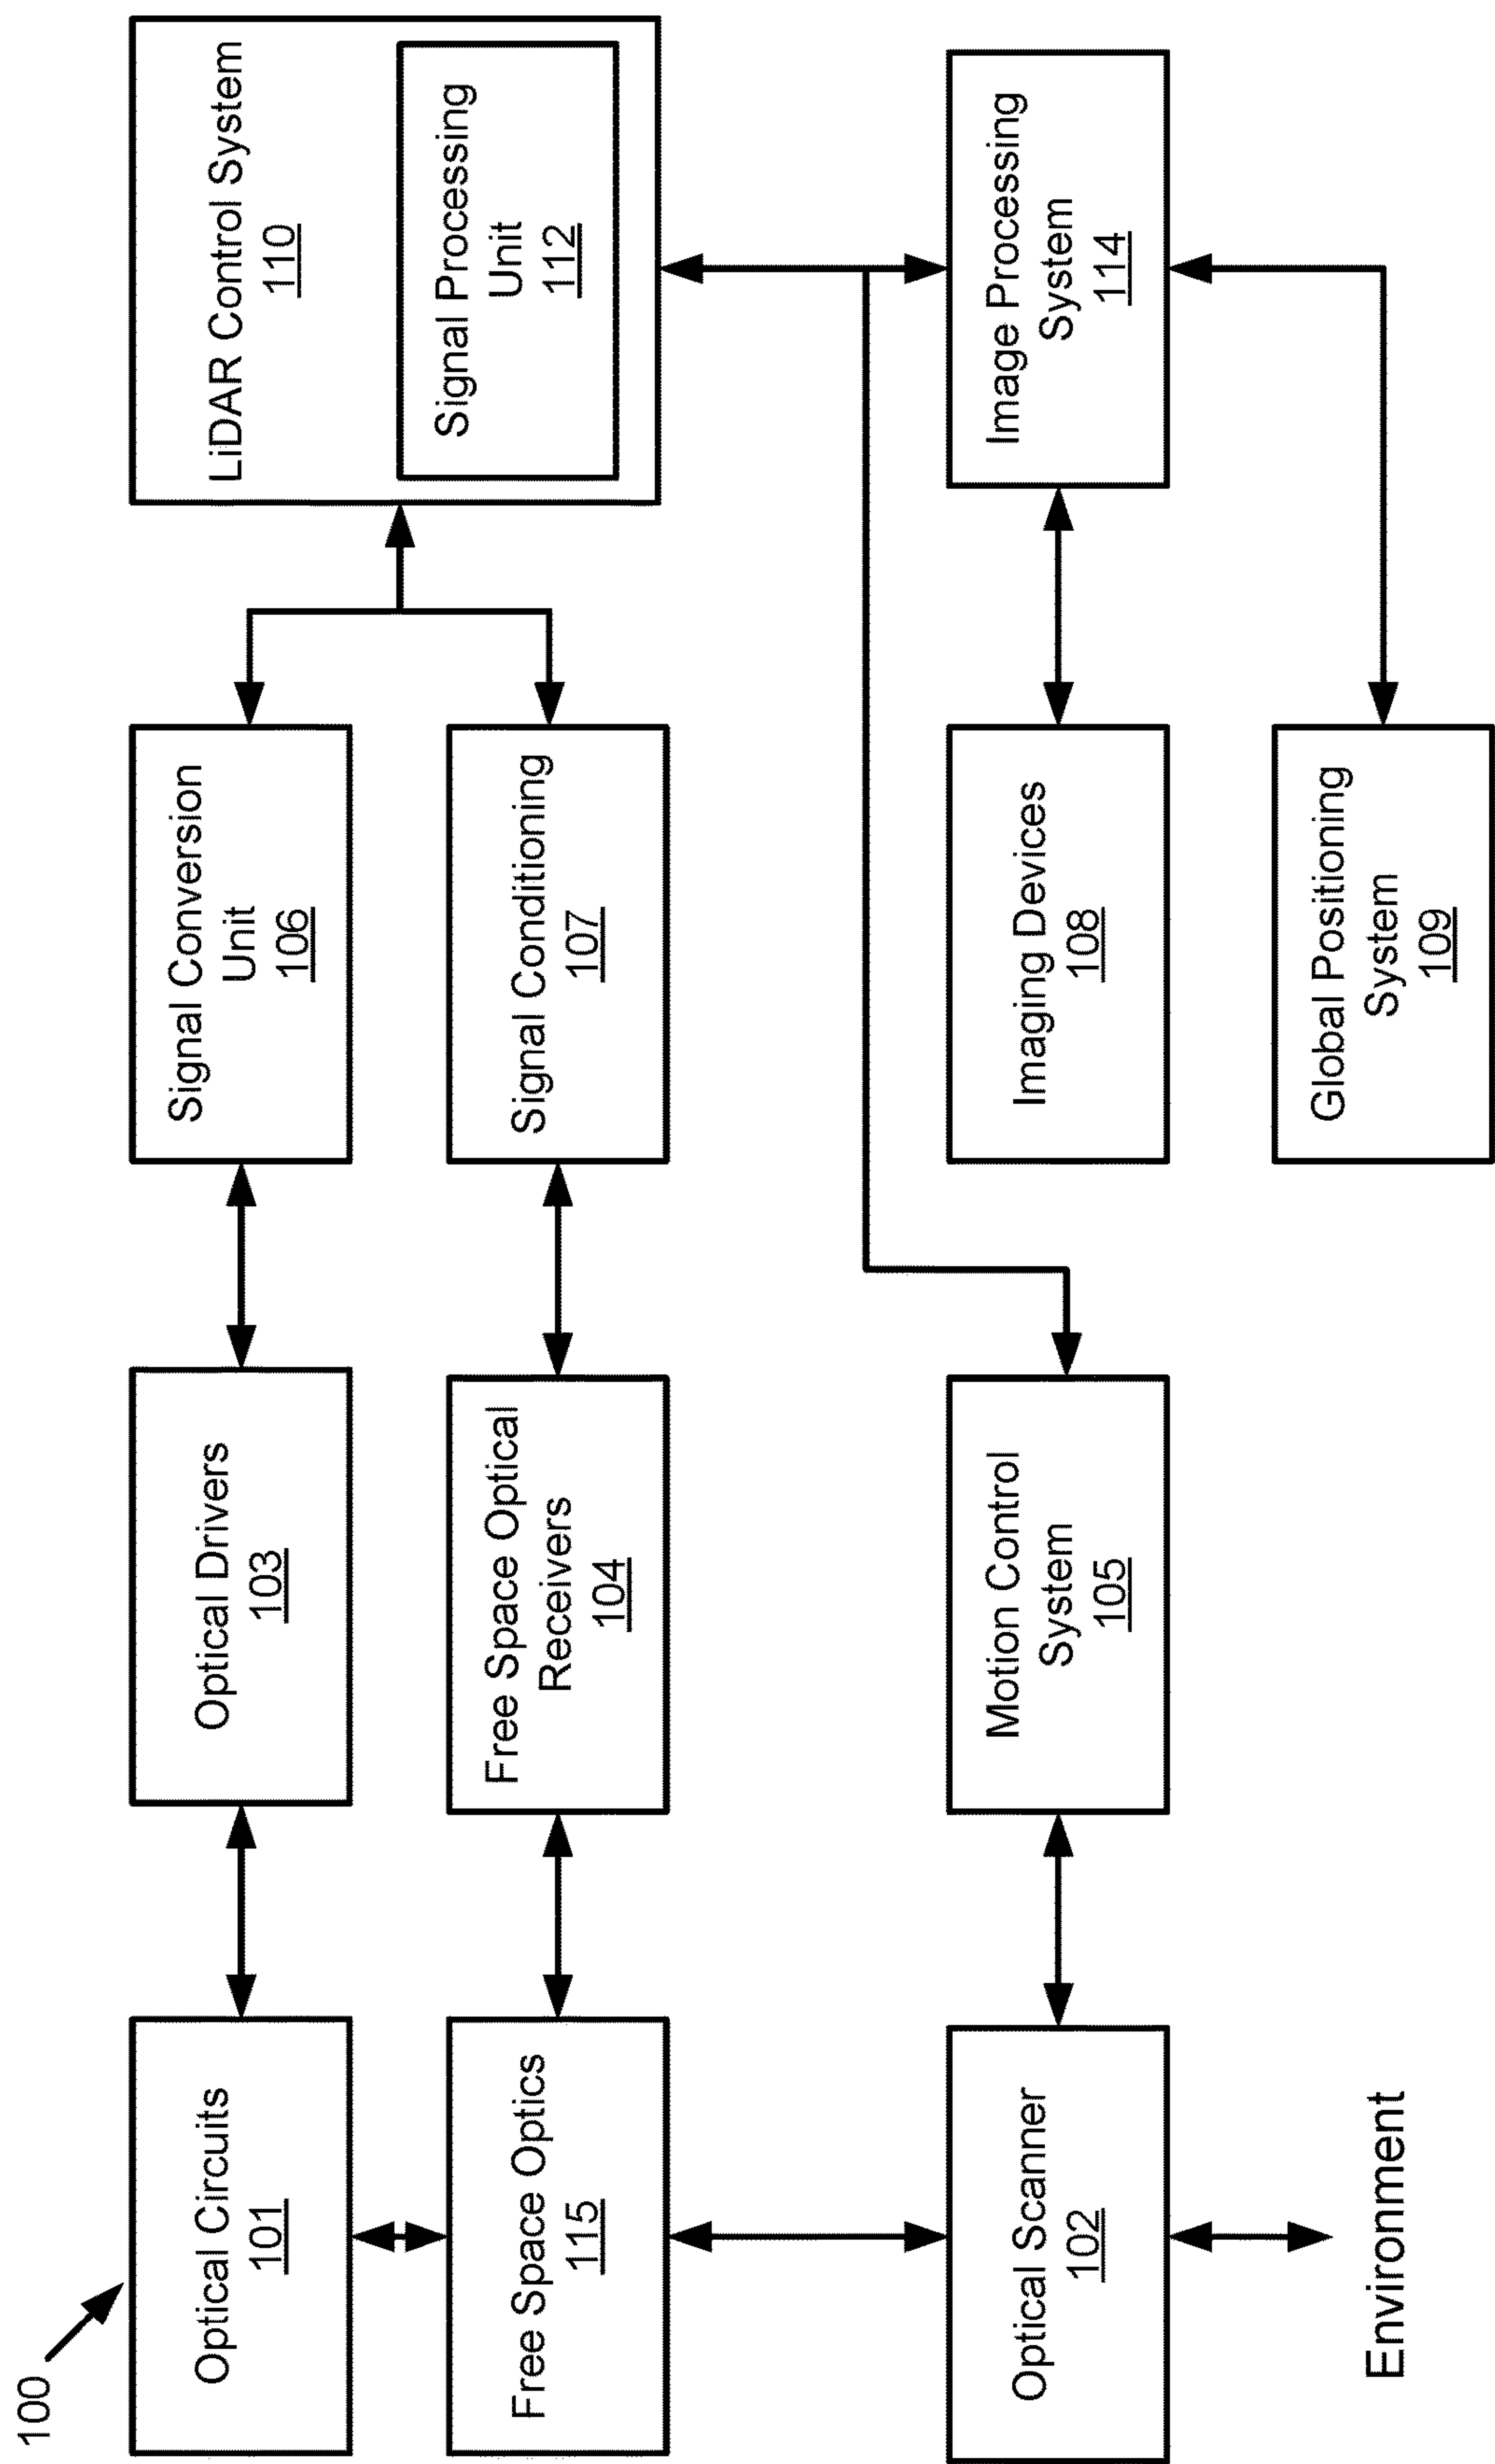 100
Optical Circuits
101
Optical Drivers
103
Signal Conversion
Unit
106
LiDAR Control System
110
Signal Processing
Unit
112
Free Space Optics
115
Free Space Optical
Receivers
104
Signal Conditioning
107
Optical Scanner
102
Motion Control
System
105
Imaging Devices
108
Image Processing
System
114
Global Positioning
System
109
Environment